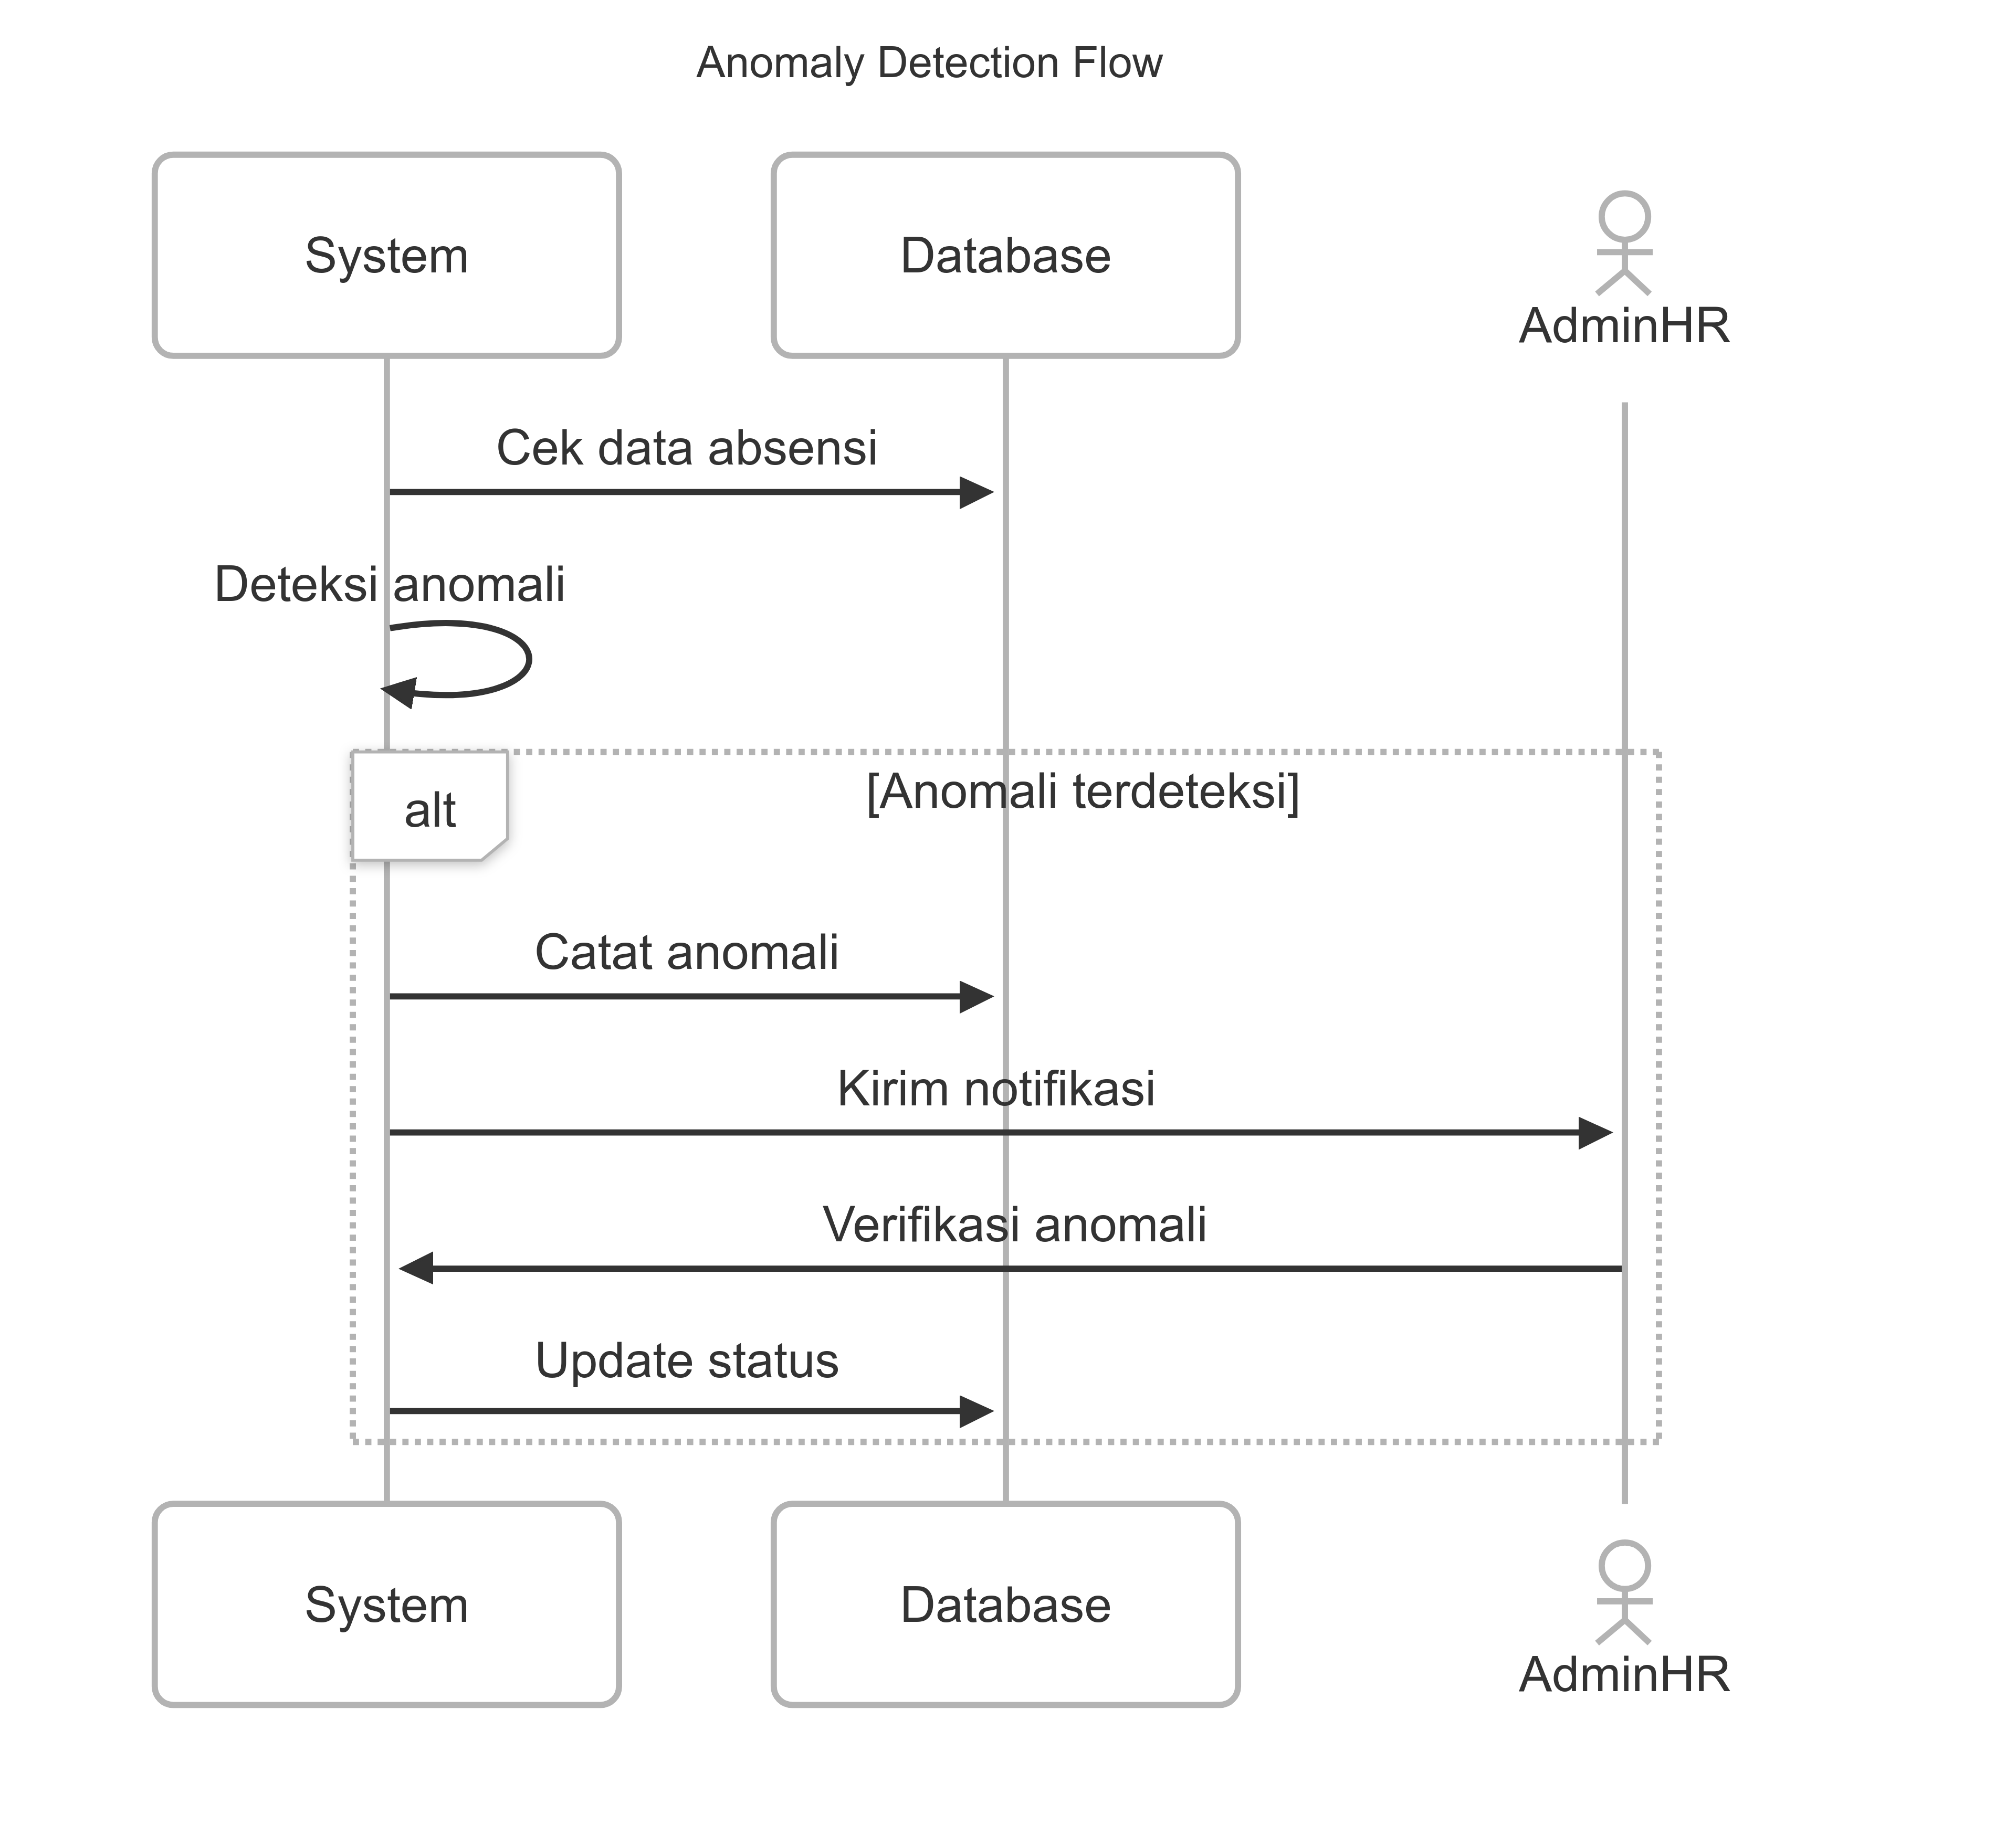 Anomaly Detection Flow
System
Database
AdminHR
Cek data absensi
Deteksi anomali
alt
[Anomali terdeteksi]
Catat anomali
Kirim notifikasi
Verifikasi anomali
Update status
System
Database
AdminHR